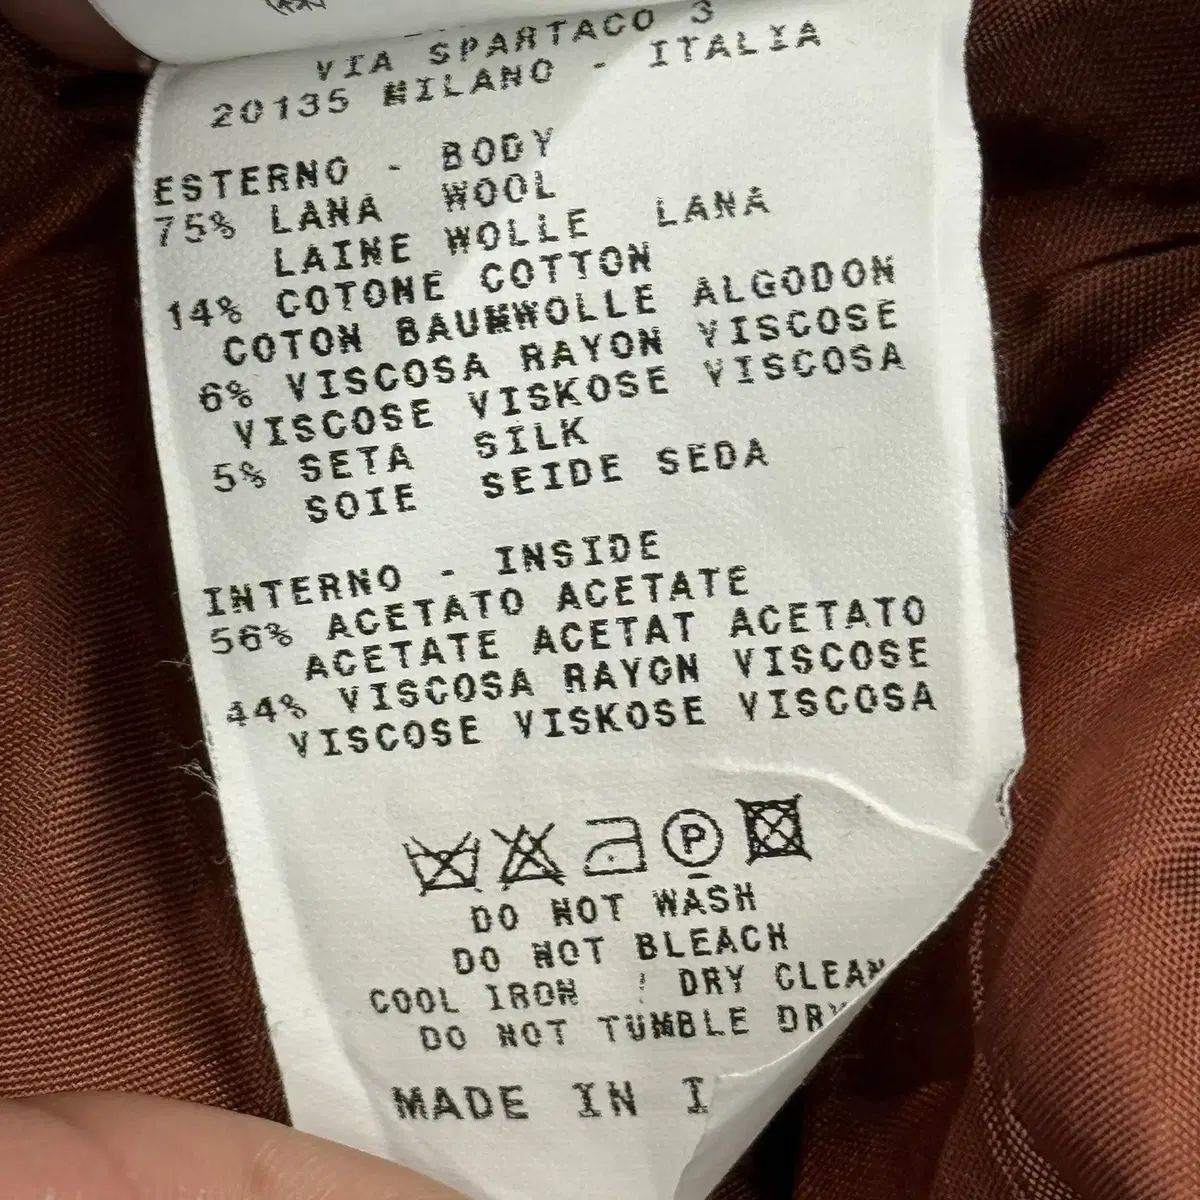 VIA SPARTACO 3
20135 MILANO - ITALIA
ESTERNO - BODY
75% LANA WOOL
LAINE WOLLE LANA
14% COTONE COTTON
COTON BAUMWOLLE ALGODON
6% VISCOSA RAYON VISCOSE
VISCOSE VISKOSE VISCOSA
5% SETA SILK
SOIE SEIDE SEDA
INTERNO - INSIDE
56% ACETATO ACETATE
ACETATE ACETAT ACETATO
44% VISCOSA RAYON VISCOSE
VISCOSE VISKOSE VISCOSA
P
DO NOT WASH
DO NOT BLEACH
COOL IRON ! DRY CLEAN
DO NOT TUMBLE DRY
MADE IN I